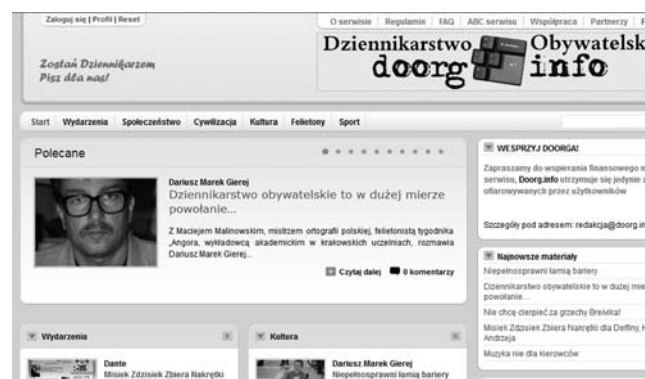 Zaloguj się | Profil | Reset
O serwisie | Regulamin | FAQ | ABC serwisu | Współpraca | Partnerzy
Zostań Dziennikarzem
Pisz dla nas!
Dziennikarstwo Obywatelsk
doorg info
Start Wydarzenia Społeczeństwo Cywilizacja Kultura Felietony Sport
Polecane
Dariusz Marek Gierej
Dziennikarstwo obywatelskie to w dużej mierze
powołanie...
Z Maciejem Malinowskim, mistrzem ortografii polskiej, felietonistą tygodnika
„Angora, wykładowcą akademickim w krakowskich uczelniach, rozmawia
Dariusz Marek Gierej...
Czytaj dalej 0 komentarzy
WESPRZYJ DOORGA!
Zapraszamy do wspierania finansowego n
serwisu, Doorg.info utrzymuje się jedynie z
ofiarowywanych przez użytkowników
Szczegóły pod adresem: redakcja@doorg.in
Najnowsze materiały
Niepełnosprawni łamią bariery
Dziennikarstwo obywatelskie to w dużej mie
powołanie...
Nie chcę cierpieć za grzechy Breivika!
Misiek Zdzisiek Zbiera Nakrętki dla Delfiny, H
Andrzeja
Muzyka nie dla kierowców
Wydarzenia
Dante
Misiek Zdzisiek Zbiera Nakrętki
Kultura
Dariusz Marek Gierej
Niepełnosprawni łamią bariery